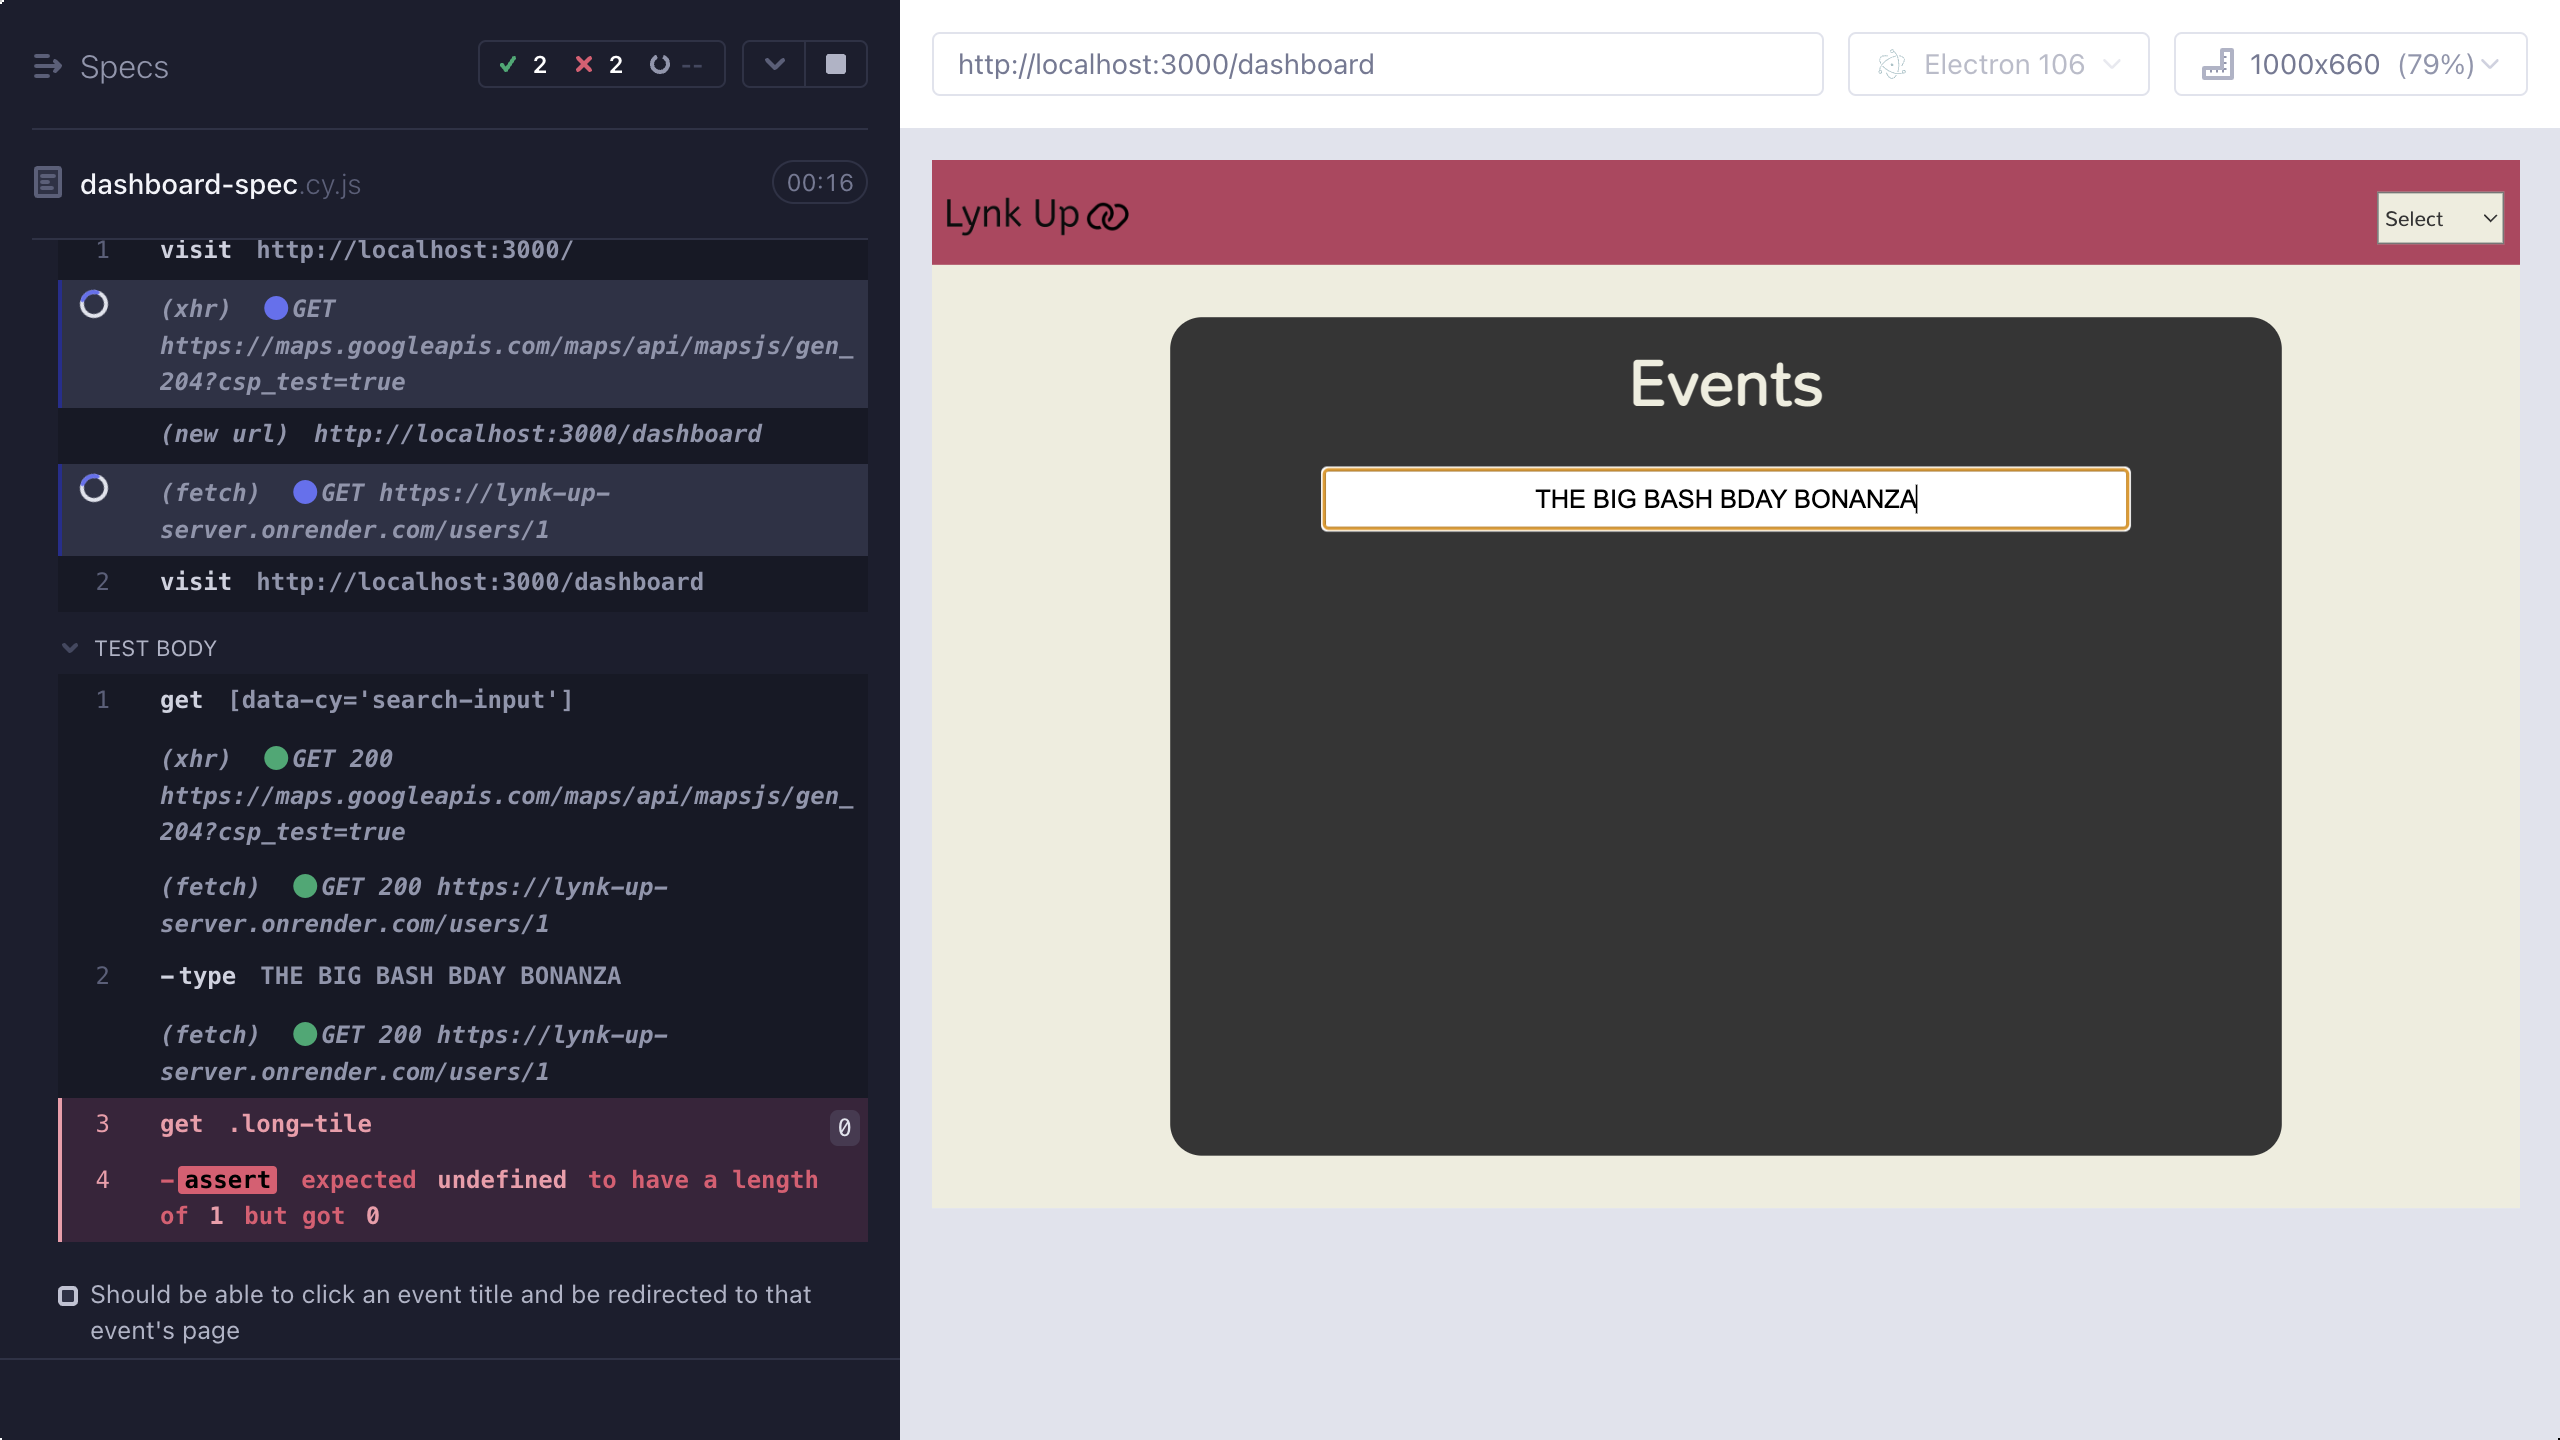 Specs
2 2 --
dashboard-spec.cy.js 00:16
1 visit http://localhost:3000/
(xhr) GET
https://maps.googleapis.com/maps/api/mapsjs/gen_
204?csp_test=true
(new url) http://localhost:3000/dashboard
(fetch) GET https://lynk-up-
server.onrender.com/users/1
2 visit http://localhost:3000/dashboard
TEST BODY
1 get [data-cy='search-input']
(xhr) GET 200
https://maps.googleapis.com/maps/api/mapsjs/gen_
204?csp_test=true
(fetch) GET 200 https://lynk-up-
server.onrender.com/users/1
2 -type THE BIG BASH BDAY BONANZA
(fetch) GET 200 https://lynk-up-
server.onrender.com/users/1
3 get .long-tile 0
4 -assert expected undefined to have a length
of 1 but got 0
Should be able to click an event title and be redirected to that
event's page
http://localhost:3000/dashboard
Electron 106
1000x660 (79%)
Lynk Up
Select
Events
THE BIG BASH BDAY BONANZA